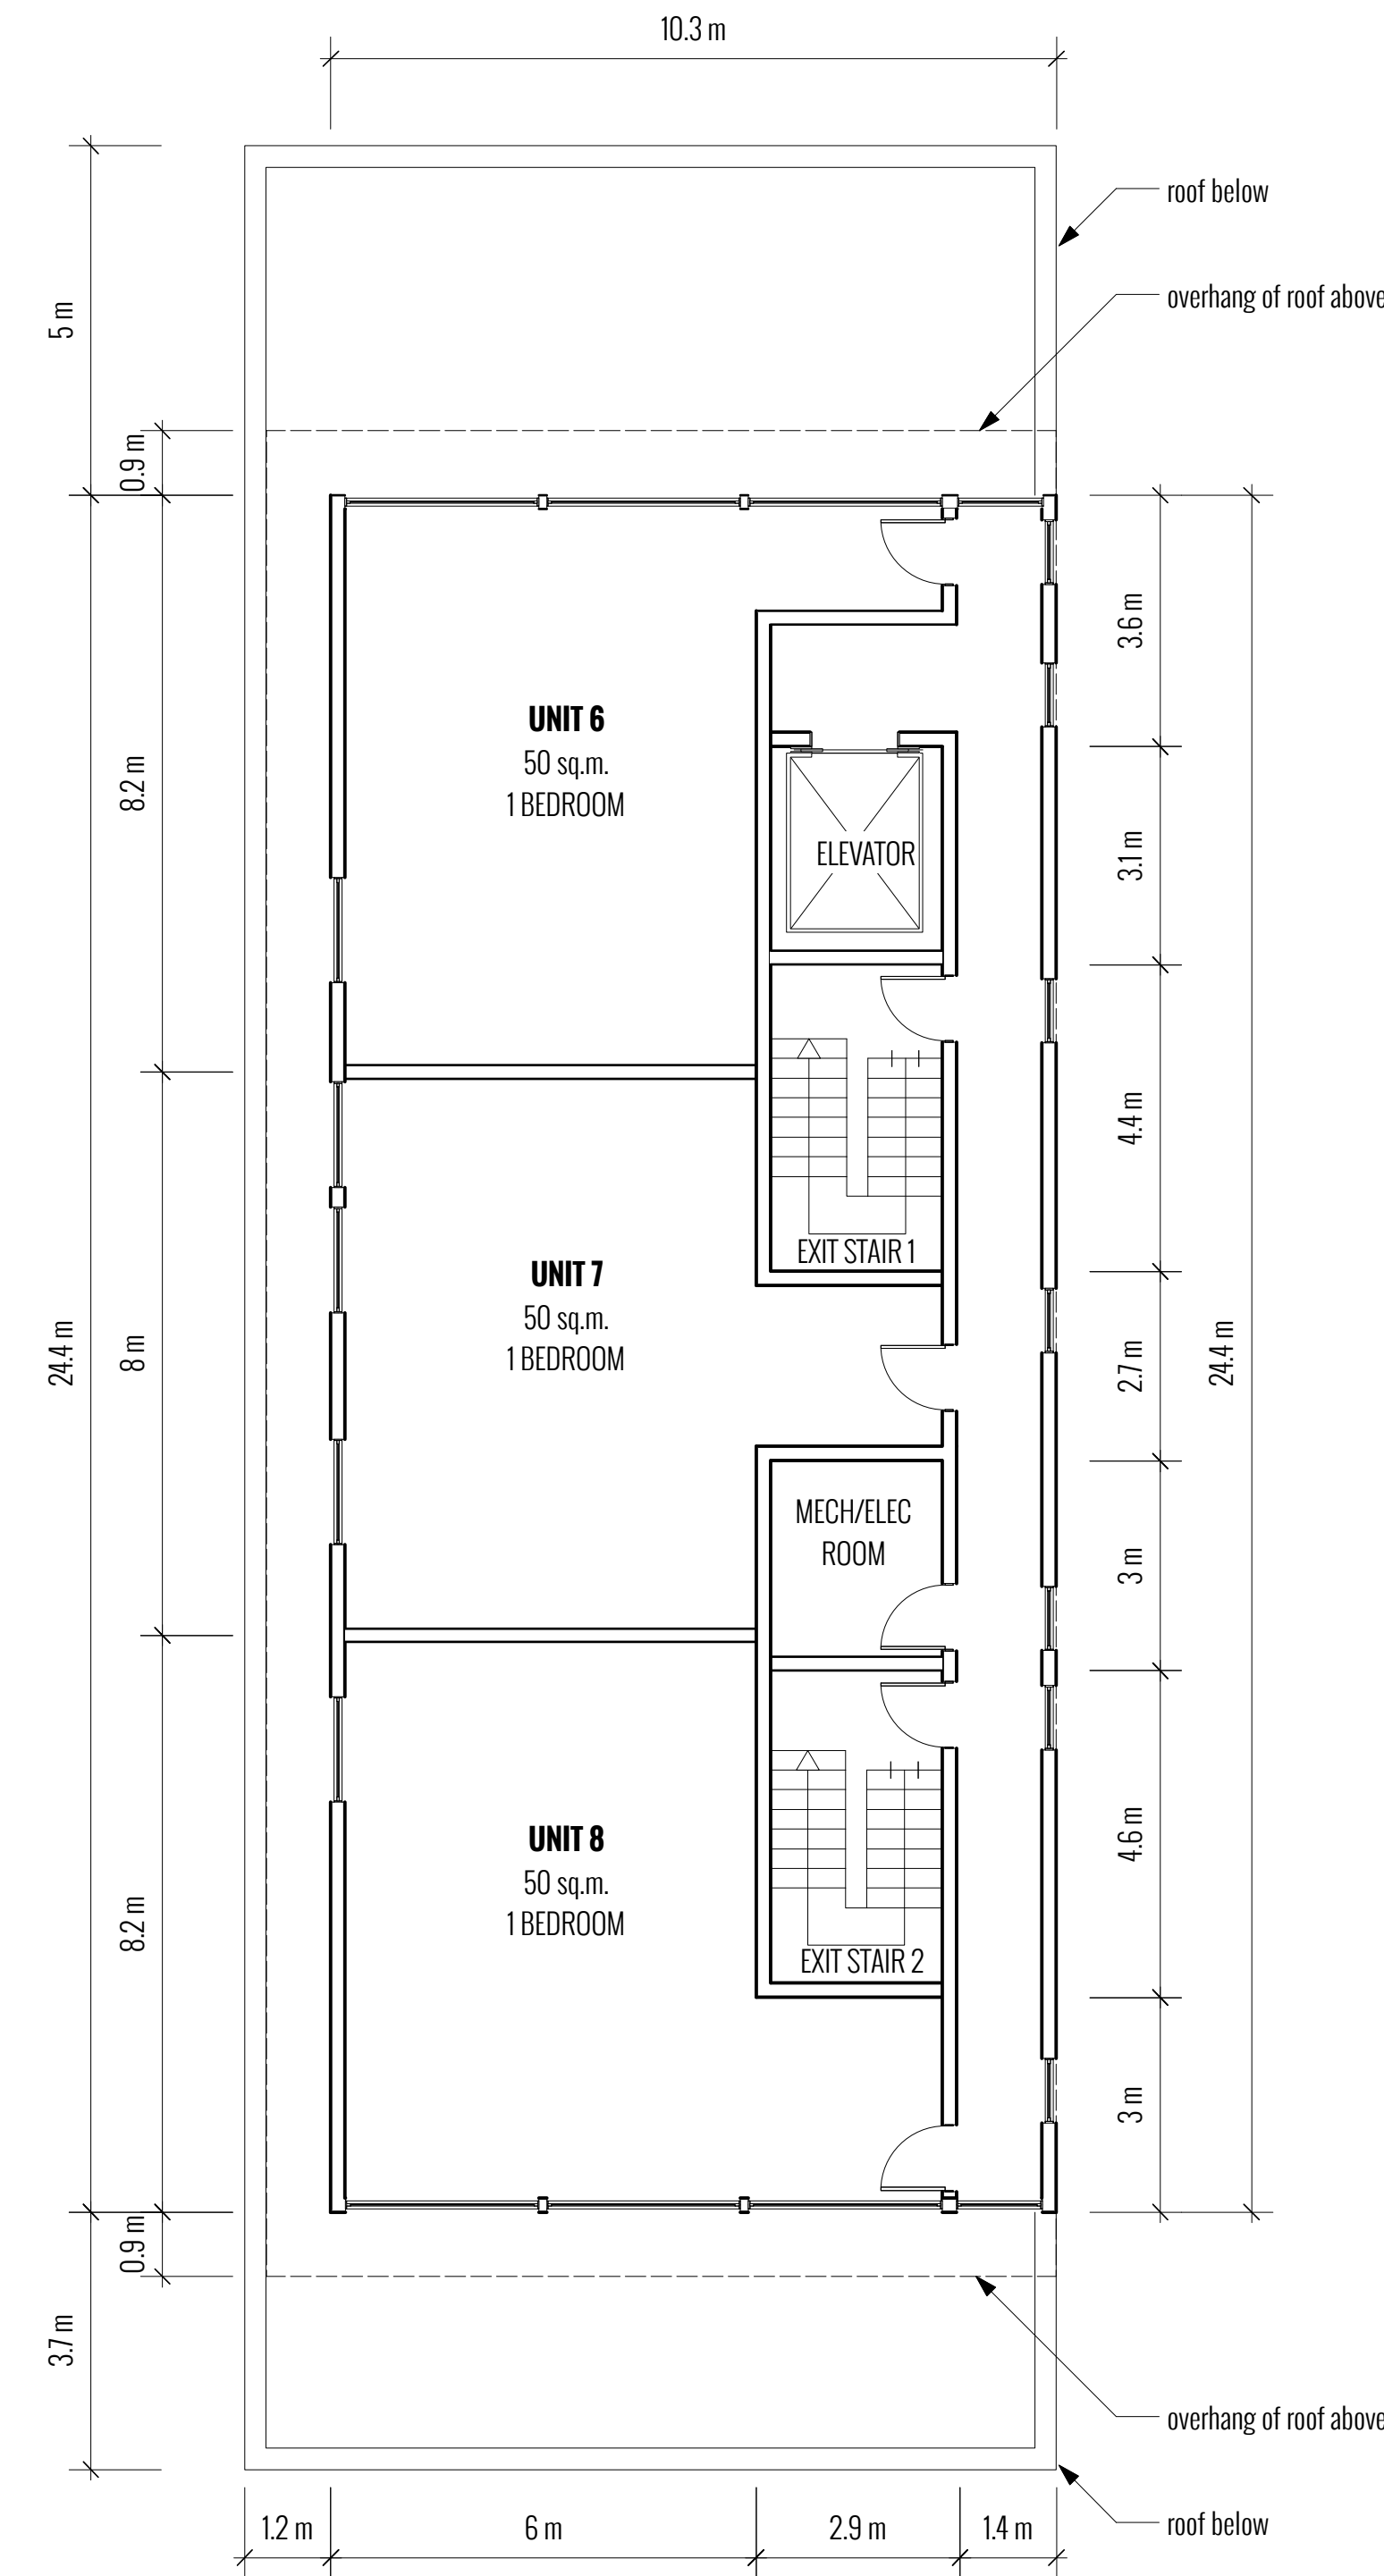 10.3 m
roof below
overhang of roof above
5 m
0.9 m
3.6 m
UNIT 6
50 sq.m.
1 BEDROOM
8.2 m
3.1 m
ELEVATOR
4.4 m
EXIT STAIR 1
UNIT 7
50 sq.m.
1 BEDROOM
24.4 m
8 m
2.7 m
24.4 m
MECH/ELEC
ROOM
3 m
UNIT 8
50 sq.m.
1 BEDROOM
8.2 m
4.6 m
EXIT STAIR 2
3 m
0.9 m
3.7 m
overhang of roof above
roof below
1.2 m
6 m
2.9 m
1.4 m